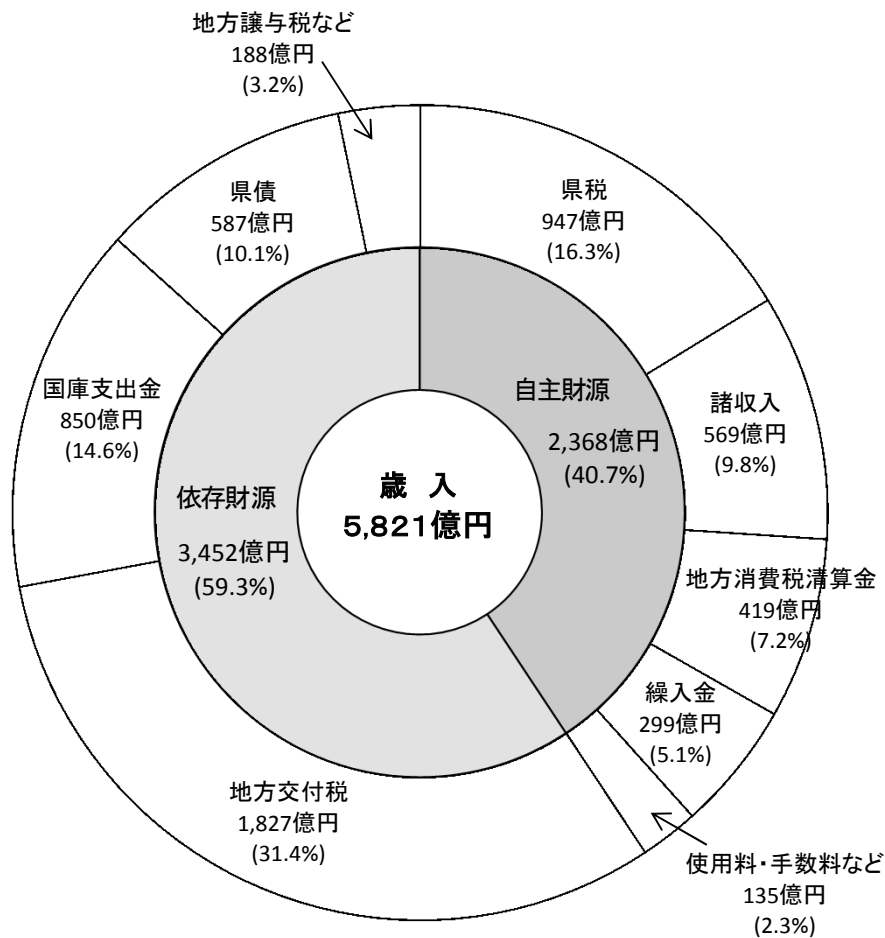 地方譲与税など
188億円
(3.2%)
県債
587億円
(10.1%)
県税
947億円
(16.3%)
国庫支出金
850億円
(14.6%)
自主財源
2,368億円
(40.7%)
諸収入
569億円
(9.8%)
歳 入
5,821億円
依存財源
3,452億円
(59.3%)
地方消費税清算金
419億円
(7.2%)
繰入金
299億円
(5.1%)
地方交付税
1,827億円
(31.4%)
使用料・手数料など
135億円
(2.3%)